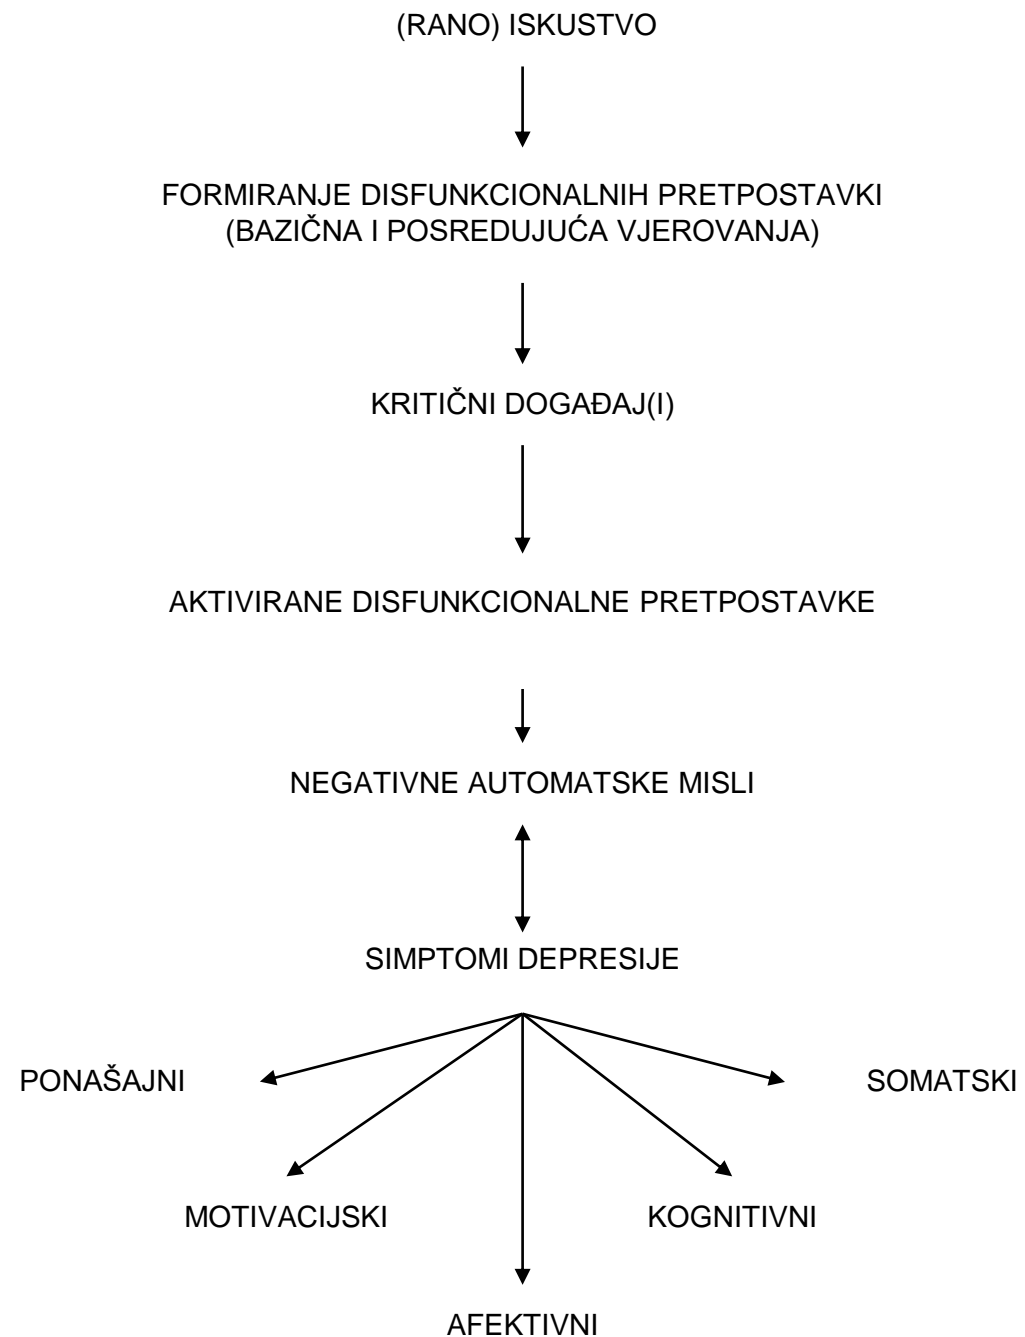 (RANO) ISKUSTVO
FORMIRANJE DISFUNKCIONALNIH PRETPOSTAVKI
(BAZIČNA I POSREDUJUĆA VJEROVANJA)
KRITIČNI DOGAĐAJ(I)
AKTIVIRANE DISFUNKCIONALNE PRETPOSTAVKE
NEGATIVNE AUTOMATSKE MISLI
SIMPTOMI DEPRESIJE
PONAŠAJNI
SOMATSKI
MOTIVACIJSKI
KOGNITIVNI
AFEKTIVNI